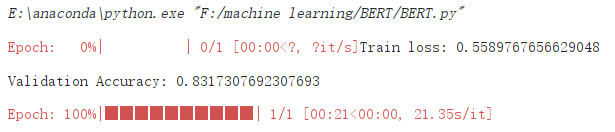 E:\anaconda\python.exe "F:/machine learning/BERT/BERT.py"
Epoch:   0%|          | 0/1 [00:00<?, ?it/s]Train loss: 0.5589767656629048
Validation Accuracy: 0.8317307692307693
Epoch: 100%|██████████| 1/1 [00:21<00:00, 21.35s/it]